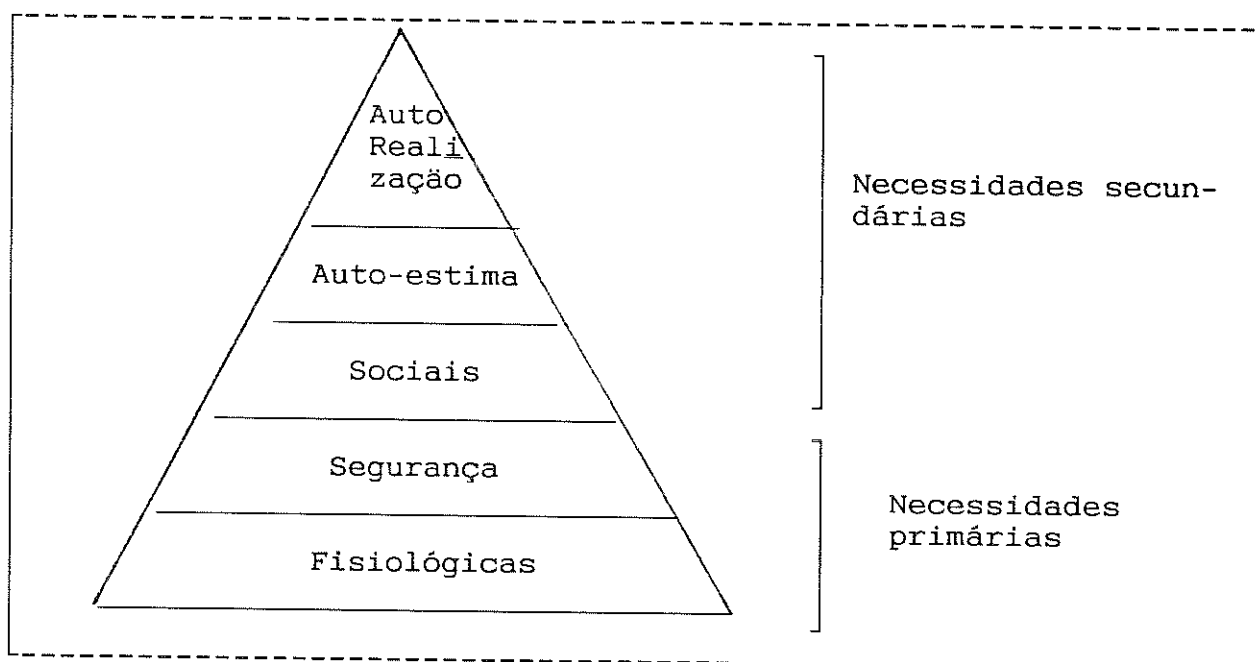 Auto
Reali
zação
Auto-estima
Sociais
Segurança
Fisiológicas
Necessidades secun-
dárias
Necessidades
primárias